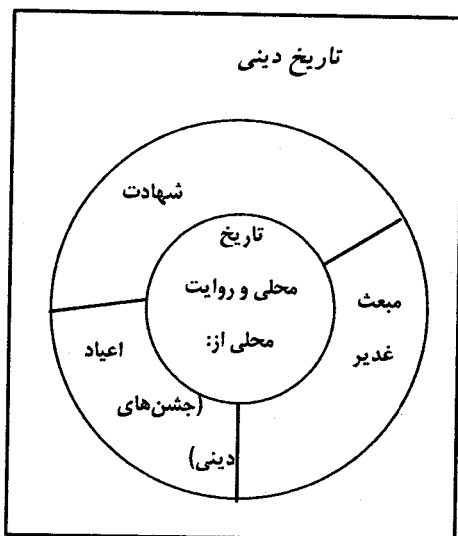 تاریخ دینی
شهادت
تاریخ
محلی و روایت
محلی از:
مبعث
غدیر
اعیاد
(جشن‌های
دینی)